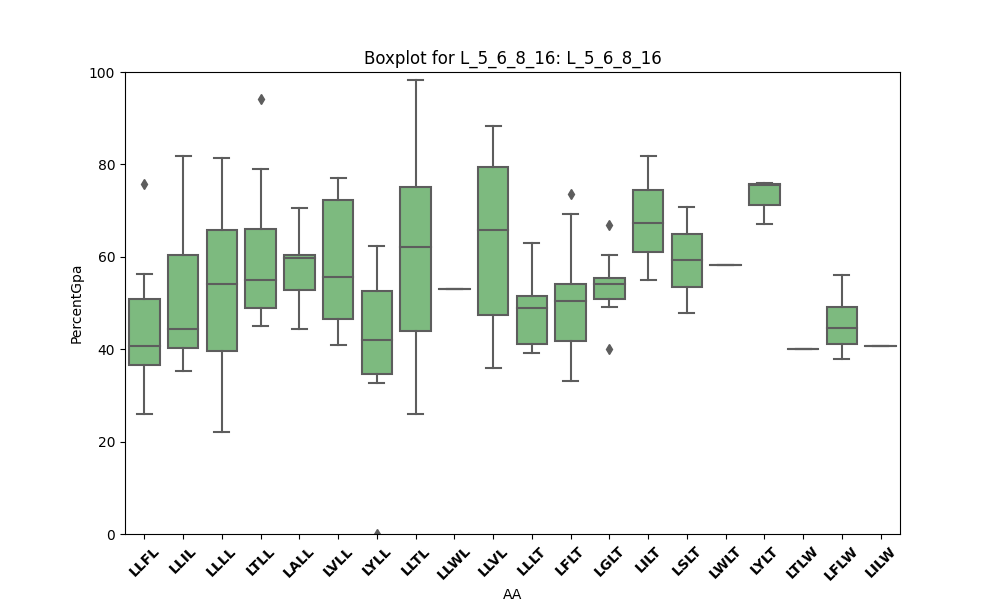 Boxplot for L_5_6_8_16: L_5_6_8_16
PercentGpa
100
80
60
40
20
0
LLFL LLIL LLLL LTLL LALL LVLL LYLL LLTL LLWL LLVL LLLT LFLT LGLT LILT LSLT LWLT LYLT LTLW LFLW LILW
AA